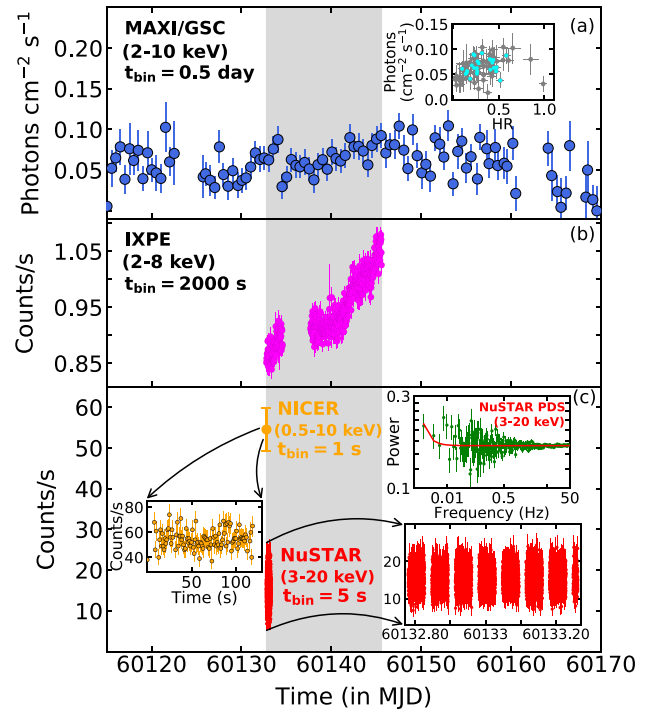 MAXI/GSC
(2-10 keV)
t_bin = 0.5 day
(a)
Photons cm⁻² s⁻¹
0.20
0.15
0.10
0.05
Photons
(cm⁻² s⁻¹)
0.15
0.10
0.05
0.0
0 0.5 1
HR
IXPE
(2-8 keV)
t_bin = 2000 s
(b)
Counts/s
1.05
0.95
0.85
(c)
Counts/s
60
50
40
30
20
10
NICER
(0.5-10 keV)
t_bin = 1 s
NuSTAR PDS
(3-20 keV)
Power
0.3
0.1
0.01 0.5 50
Frequency (Hz)
Counts/s
80
60
40
50 100
Time (s)
NuSTAR
(3-20 keV)
t_bin = 5 s
20
10
60132.80 60133 60133.20
60120 60130 60140 60150 60160 60170
Time (in MJD)